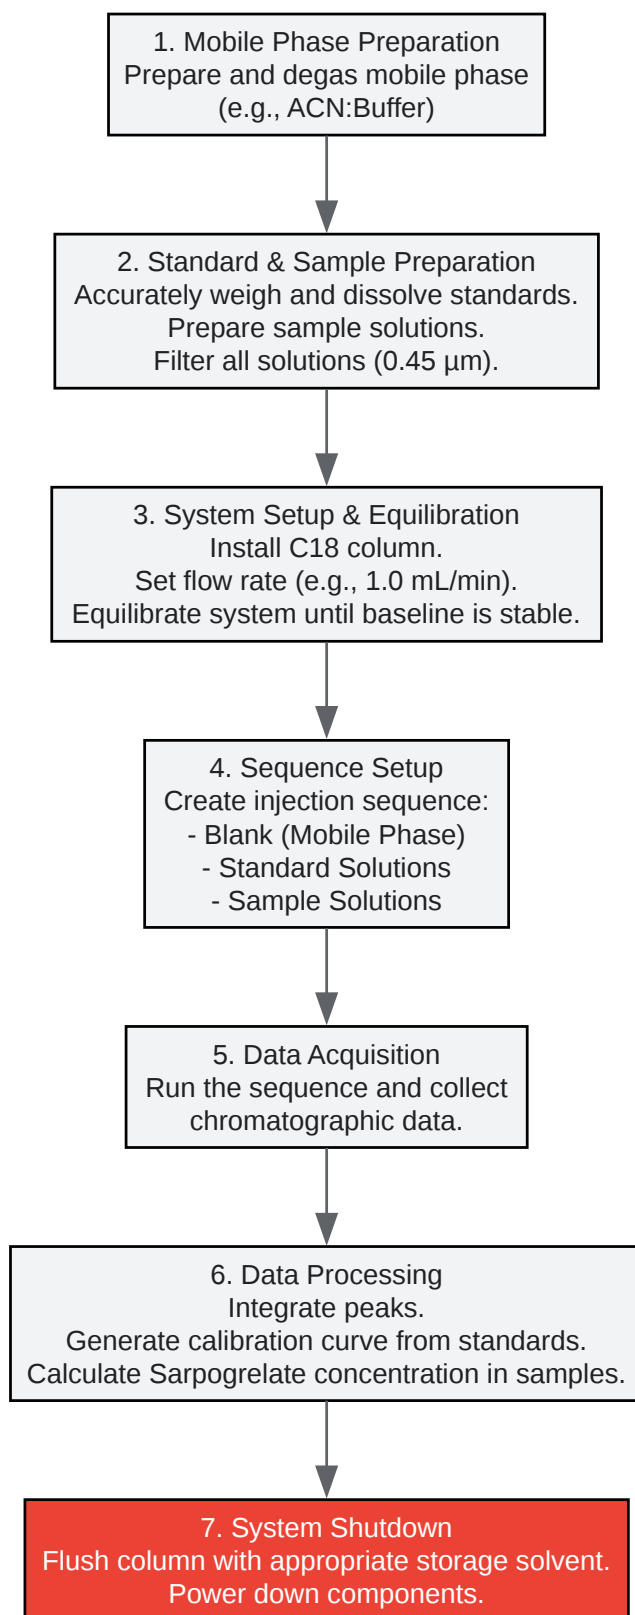 1. Mobile Phase Preparation
Prepare and degas mobile phase
(e.g., ACN:Buffer)
2. Standard & Sample Preparation
Accurately weigh and dissolve standards.
Prepare sample solutions.
Filter all solutions (0.45 µm).
3. System Setup & Equilibration
Install C18 column.
Set flow rate (e.g., 1.0 mL/min).
Equilibrate system until baseline is stable.
4. Sequence Setup
Create injection sequence:
- Blank (Mobile Phase)
- Standard Solutions
- Sample Solutions
5. Data Acquisition
Run the sequence and collect
chromatographic data.
6. Data Processing
Integrate peaks.
Generate calibration curve from standards.
Calculate Sarpogrelate concentration in samples.
7. System Shutdown
Flush column with appropriate storage solvent.
Power down components.